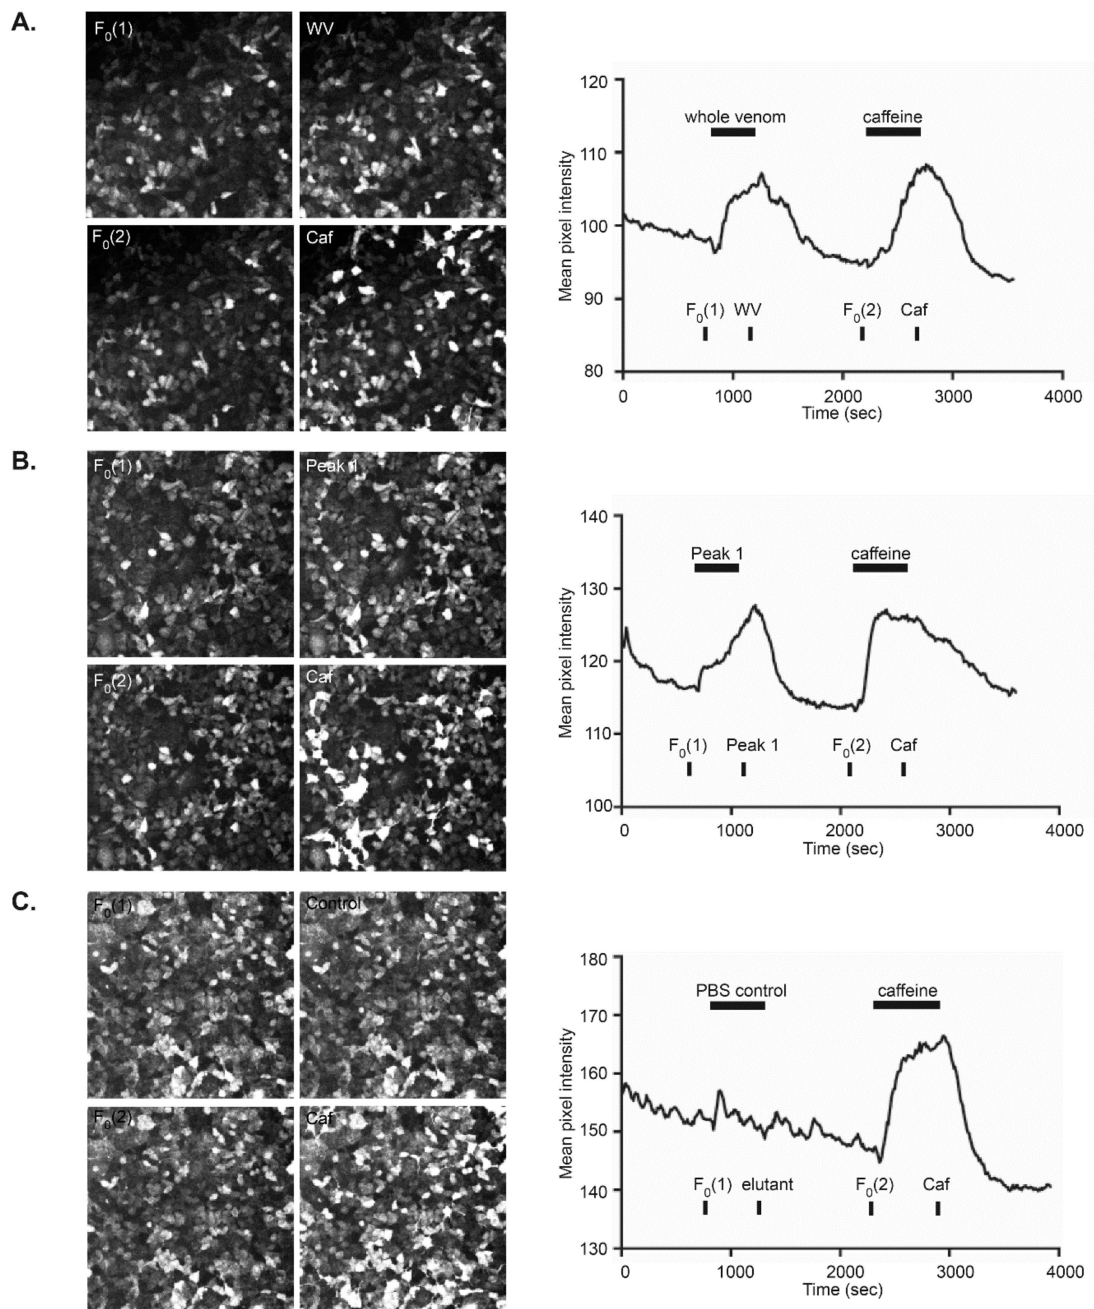 A.
F0(1)
WV
F0(2)
Caf
120
110
100
90
80
Mean pixel intensity
whole venom
caffeine
F0(1) WV
F0(2) Caf
0 1000 2000 3000 4000
Time (sec)
B.
F0(1)
Peak 1
F0(2)
Caf
140
130
120
110
100
Mean pixel intensity
Peak 1
caffeine
F0(1) Peak 1
F0(2) Caf
0 1000 2000 3000 4000
Time (sec)
C.
F0(1)
Control
F0(2)
Caf
180
170
160
150
140
130
Mean pixel intensity
PBS control
caffeine
F0(1) elutant
F0(2) Caf
0 1000 2000 3000 4000
Time (sec)